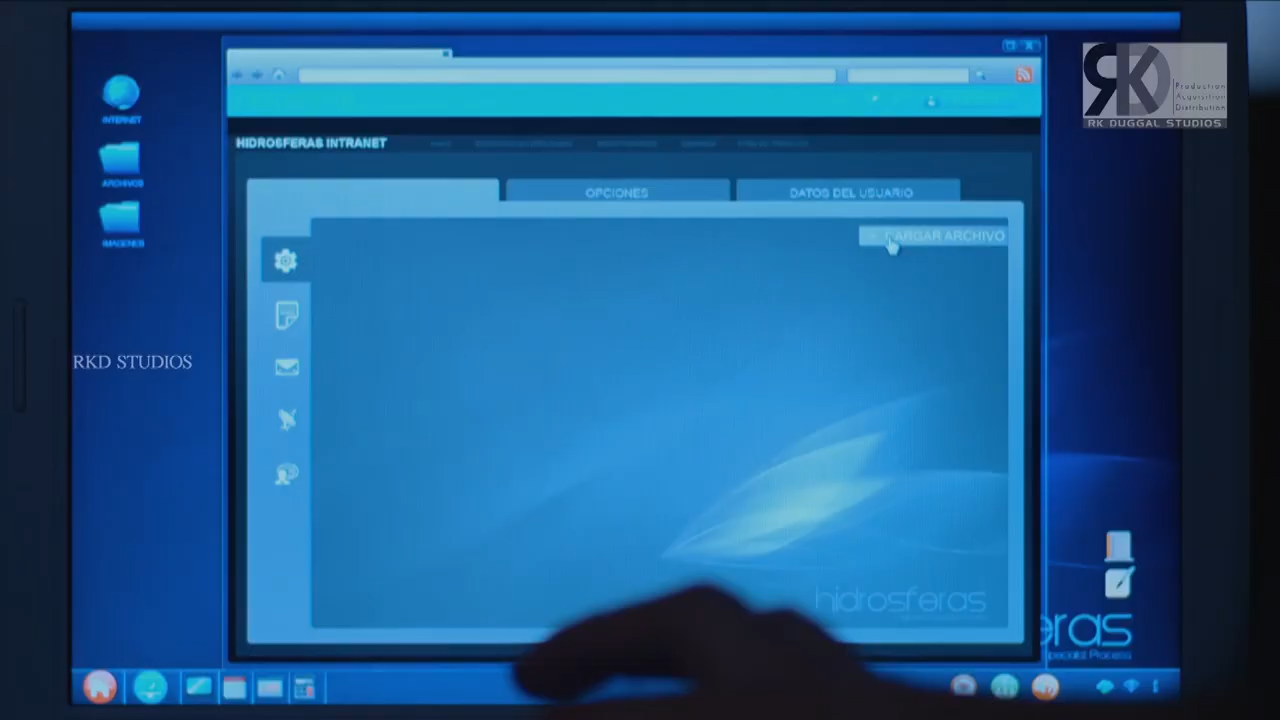 INTERNET
ARCHIVOS
IMAGENES
HIDROSFERAS INTRANET
OPCIONES
DATOS DEL USUARIO
CARGAR ARCHIVO
RK
Production
Acquisition
Distribution
RK DUGGAL STUDIOS
RKD STUDIOS
hidrosferas
eras